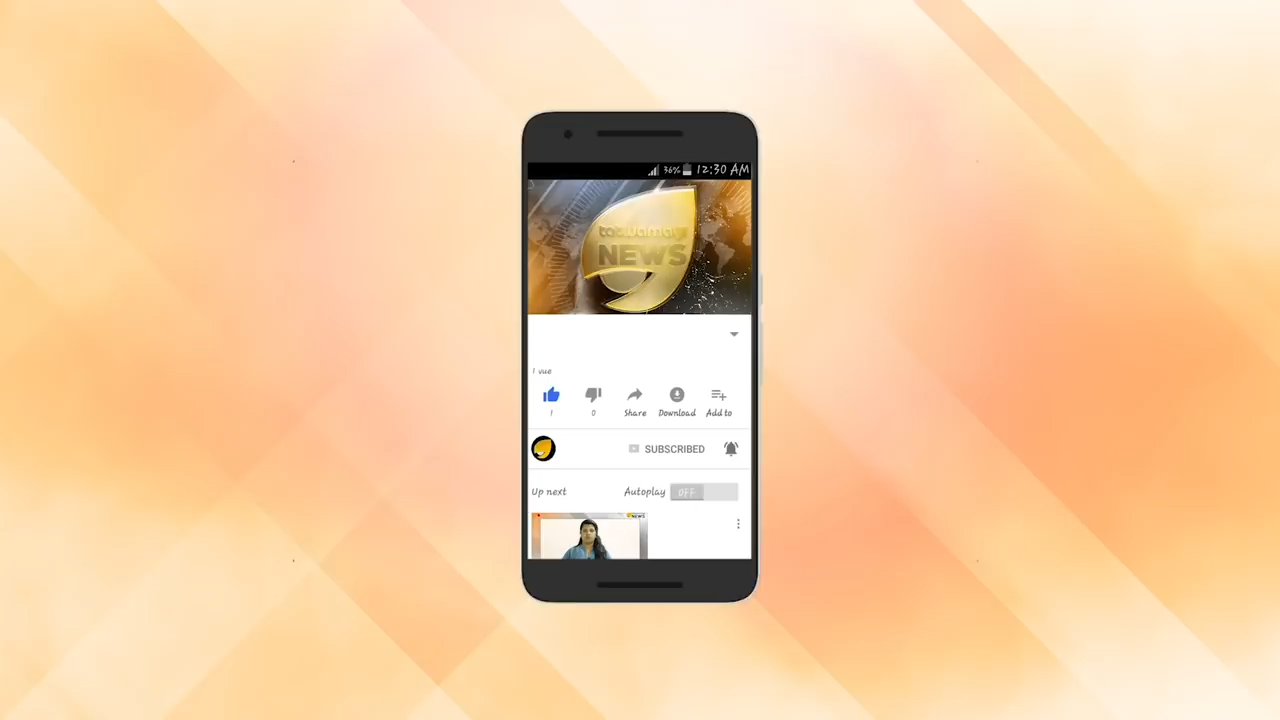 36% 12:30 AM
tatwamayi
NEWS
1 vue
1
0
Share
Download
Add to
SUBSCRIBED
Up next
Autoplay
OFF
NEWS